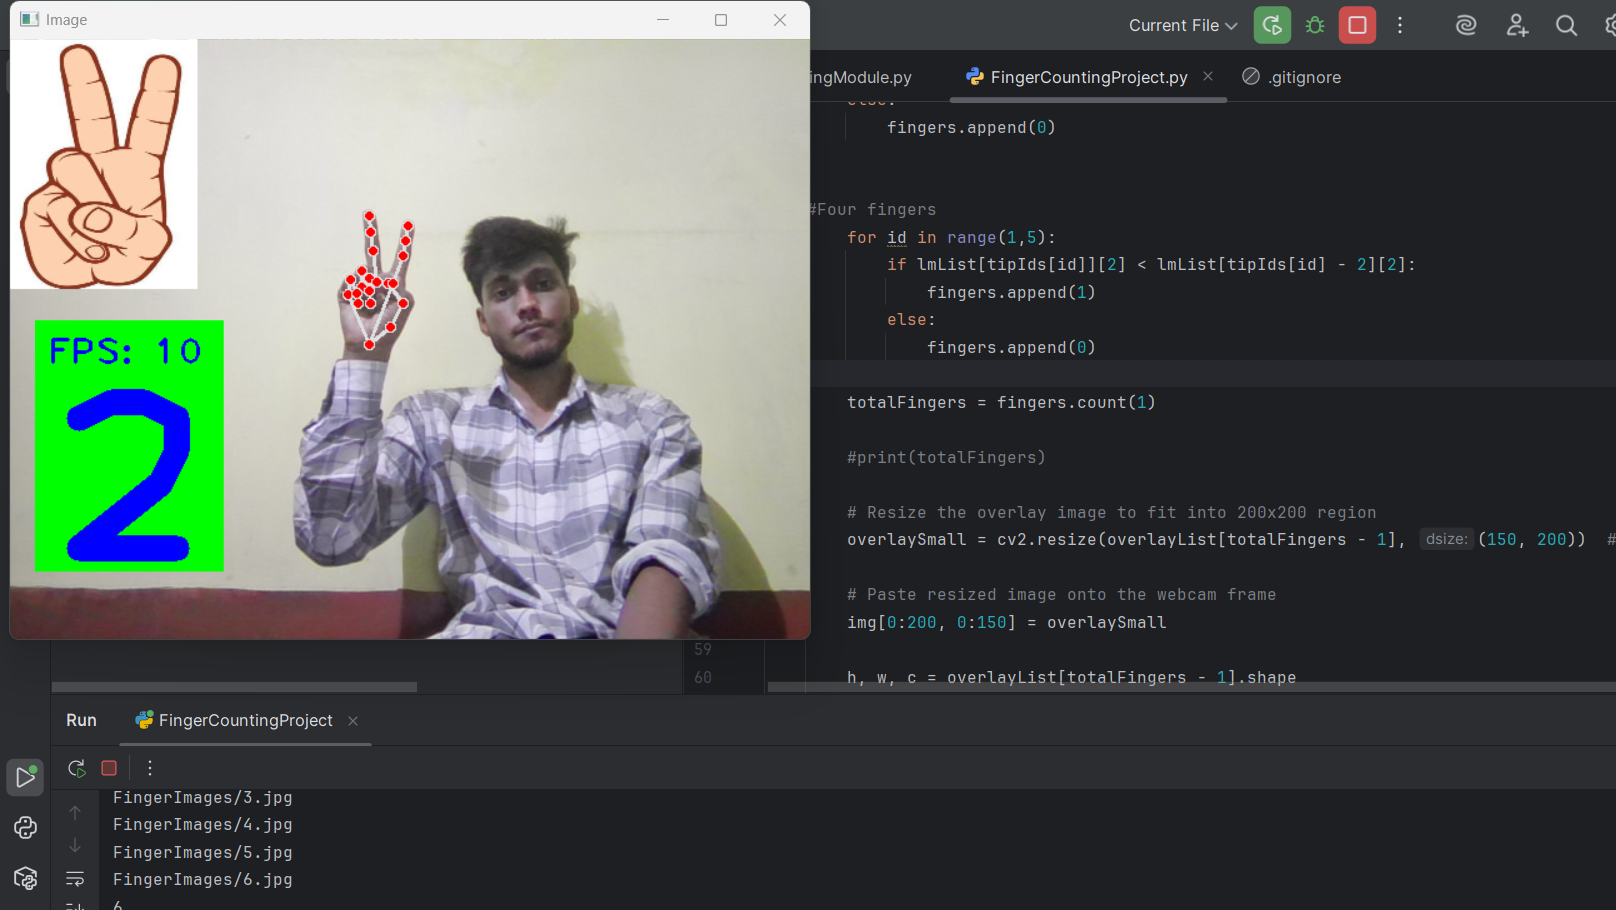 Image
Current File
ingModule.py
FingerCountingProject.py
.gitignore
else:
fingers.append(0)
#Four fingers
for id in range(1,5):
if lmList[tipIds[id]][2] < lmList[tipIds[id] - 2][2]:
fingers.append(1)
else:
fingers.append(0)
totalFingers = fingers.count(1)
#print(totalFingers)
# Resize the overlay image to fit into 200x200 region
overlaySmall = cv2.resize(overlayList[totalFingers - 1], dsize: (150, 200)) #
# Paste resized image onto the webcam frame
img[0:200, 0:150] = overlaySmall
59
60
h, w, c = overlayList[totalFingers - 1].shape
FPS: 10
2
Run
FingerCountingProject
FingerImages/3.jpg
FingerImages/4.jpg
FingerImages/5.jpg
FingerImages/6.jpg
6